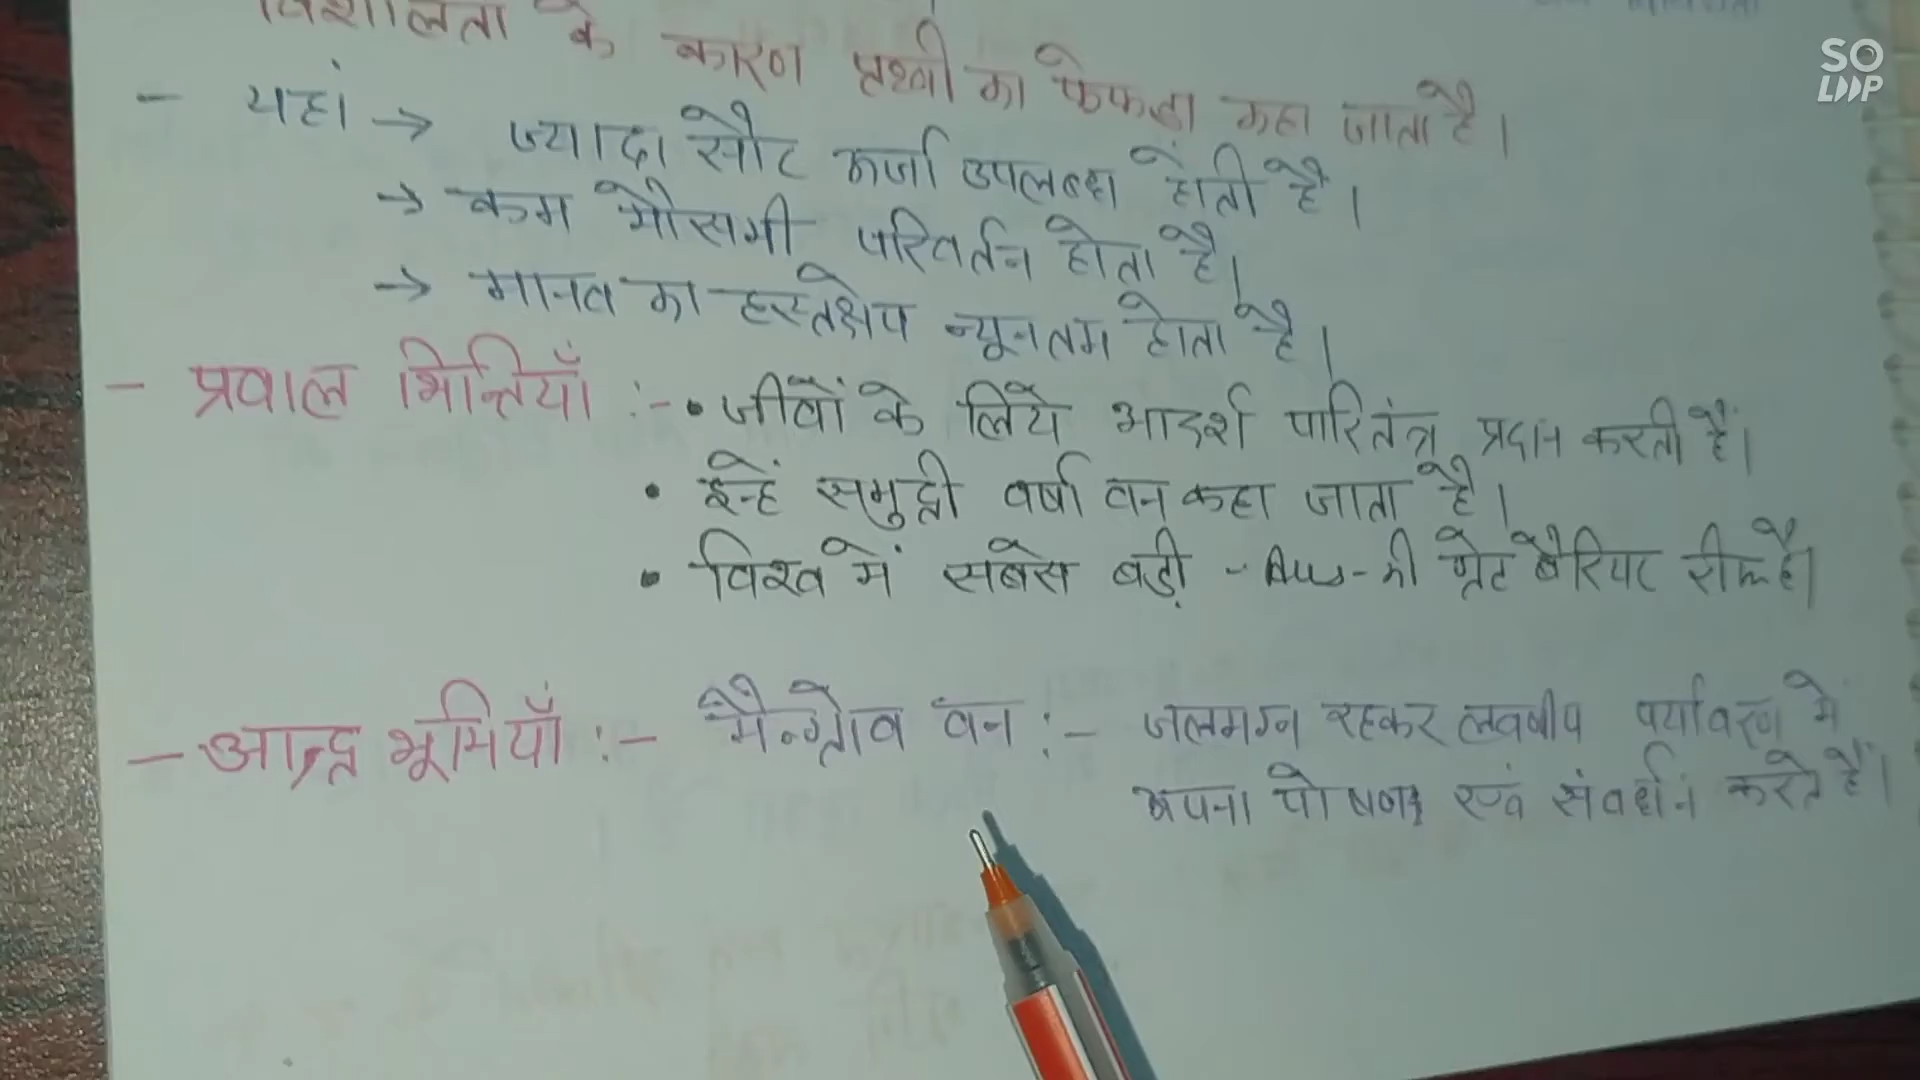 विशालता के कारण पृथ्वी का फेफड़ा कहा जाता है।
- यहां → ज्यादा सौर ऊर्जा उपलब्ध होती है।
→ कम मौसमी परिवर्तन होता है।
→ मानव का हस्तक्षेप न्यूनतम होता है।
- प्रवाल भित्तियाँ :- • जीवों के लिये आदर्श पारितंत्र प्रदान करती हैं।
• इन्हें समुद्री वर्षा वन कहा जाता है।
• विश्व में सबसे बड़ी - Aus - की ग्रेट बैरियर रीफ है।
- आर्द्र भूमियाँ :- मैन्ग्रोव वन :- जलमग्न रहकर लवणीय पर्यावरण में
अपना पोषण एवं संवर्धन करते हैं।
SOLOOP